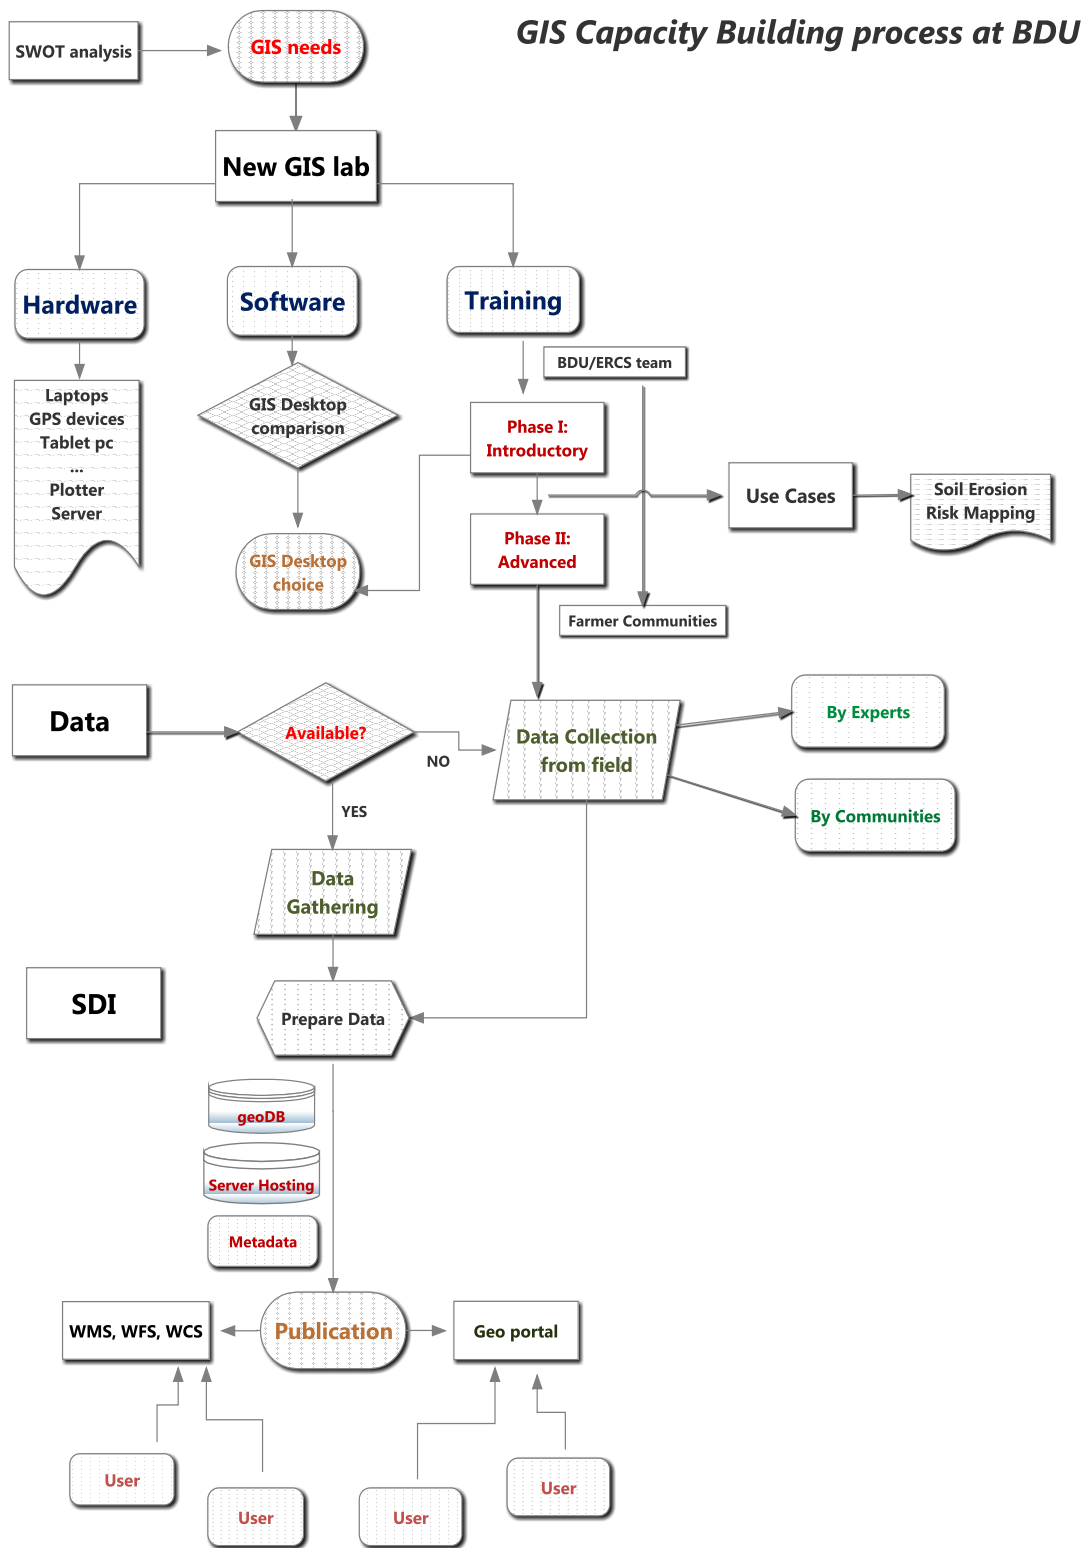 GIS Capacity Building process at BDU
SWOT analysis
GIS needs
New GIS lab
Hardware
Software
Training
Laptops
GPS devices
Tablet pc
...
Plotter
Server
GIS Desktop
comparison
BDU/ERCS team
Phase I:
Introductory
Use Cases
Soil Erosion
Risk Mapping
GIS Desktop
choice
Phase II:
Advanced
Farmer Communities
Data
Available?
NO
YES
Data Collection
from field
By Experts
By Communities
Data
Gathering
SDI
Prepare Data
geoDB
Server Hosting
Metadata
WMS, WFS, WCS
Publication
Geo portal
User
User
User
User